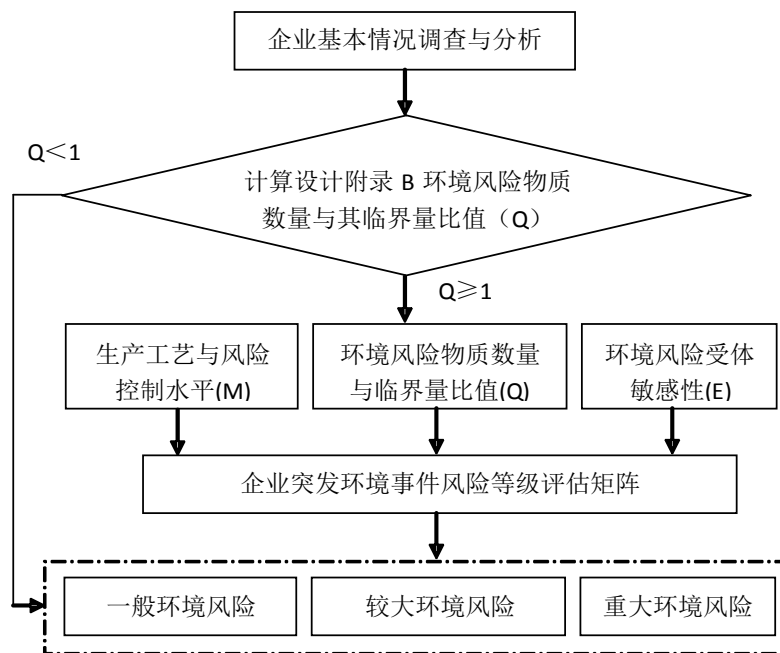 企业基本情况调查与分析
Q＜1
计算设计附录 B 环境风险物质
数量与其临界量比值（Q）
Q≥1
生产工艺与风险
控制水平(M)
环境风险物质数量
与临界量比值(Q)
环境风险受体
敏感性(E)
企业突发环境事件风险等级评估矩阵
一般环境风险
较大环境风险
重大环境风险